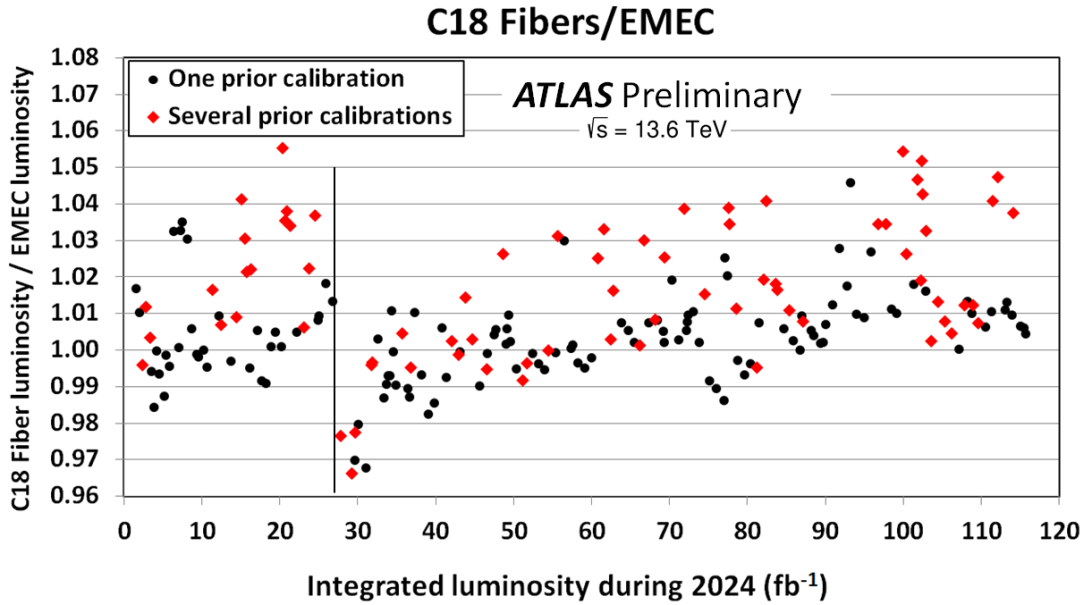 C18 Fibers/EMEC
C18 Fiber luminosity / EMEC luminosity
1.08
1.07
1.06
1.05
1.04
1.03
1.02
1.01
1.00
0.99
0.98
0.97
0.96
One prior calibration
Several prior calibrations
ATLAS Preliminary
√s = 13.6 TeV
0 10 20 30 40 50 60 70 80 90 100 110 120
Integrated luminosity during 2024 (fb⁻¹)